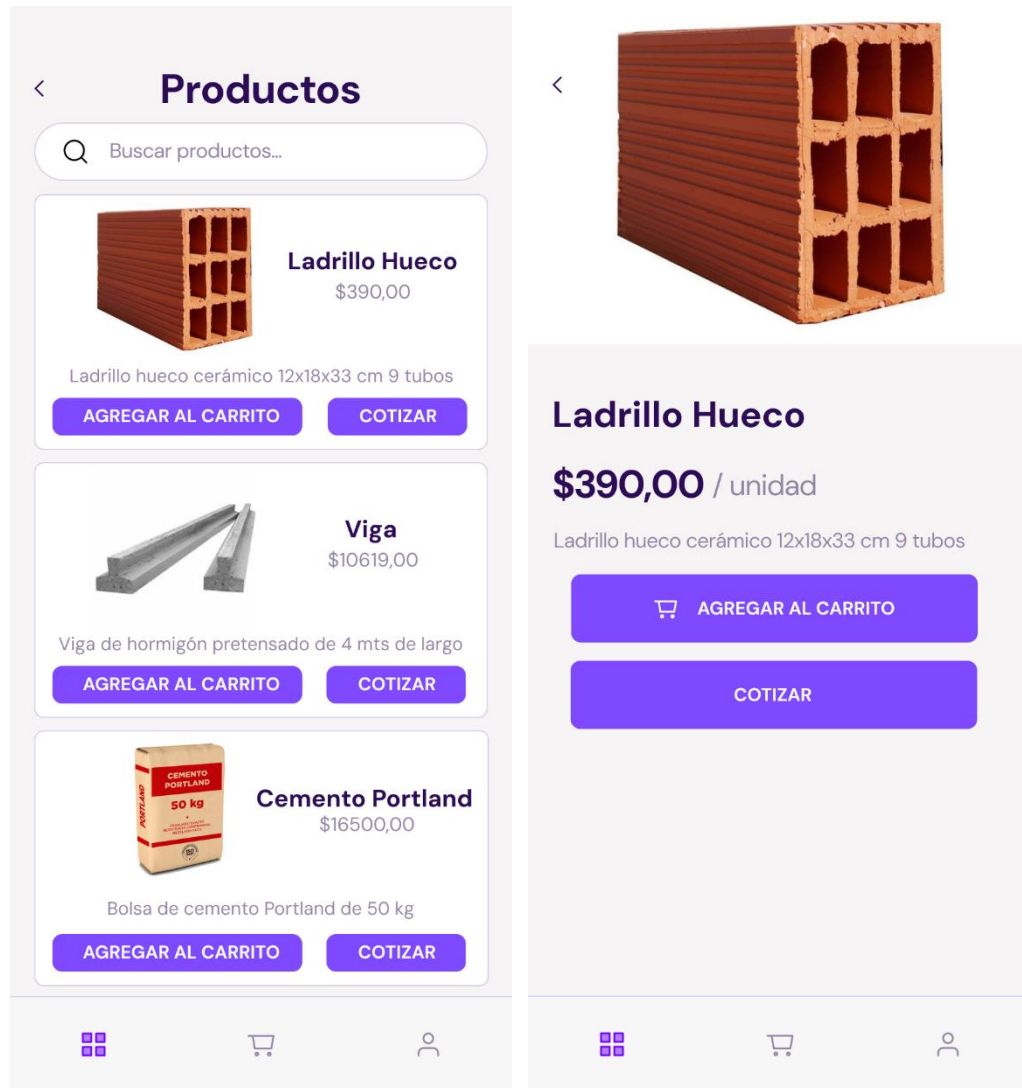 Productos
Buscar productos...
Ladrillo Hueco
$390,00
Ladrillo hueco cerámico 12x18x33 cm 9 tubos
AGREGAR AL CARRITO
COTIZAR
Viga
$10619,00
Viga de hormigón pretensado de 4 mts de largo
AGREGAR AL CARRITO
COTIZAR
CEMENTO
PORTLAND
50 kg
PORTLAND
Cemento Portland
$16500,00
Bolsa de cemento Portland de 50 kg
AGREGAR AL CARRITO
COTIZAR
Ladrillo Hueco
$390,00 / unidad
Ladrillo hueco cerámico 12x18x33 cm 9 tubos
AGREGAR AL CARRITO
COTIZAR